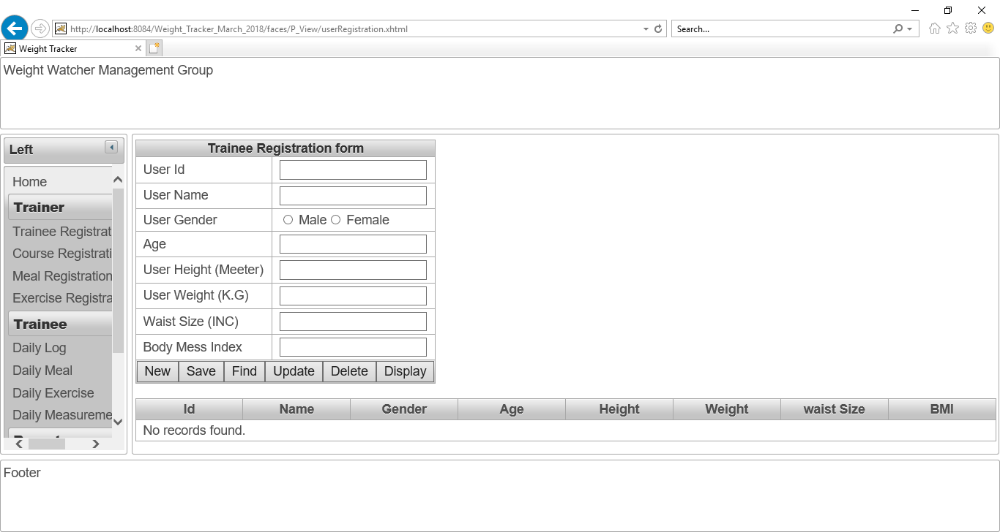 http://localhost:8084/Weight_Tracker_March_2018/faces/P_View/userRegistration.xhtml
Search...
Weight Tracker
Weight Watcher Management Group
Left
Home
Trainer
Trainee Registrat
Course Registrati
Meal Registration
Exercise Registra
Trainee
Daily Log
Daily Meal
Daily Exercise
Daily Measureme
Trainee Registration form
User Id
User Name
User Gender Male Female
Age
User Height (Meeter)
User Weight (K.G)
Waist Size (INC)
Body Mess Index
New Save Find Update Delete Display
Id Name Gender Age Height Weight waist Size BMI
No records found.
Footer